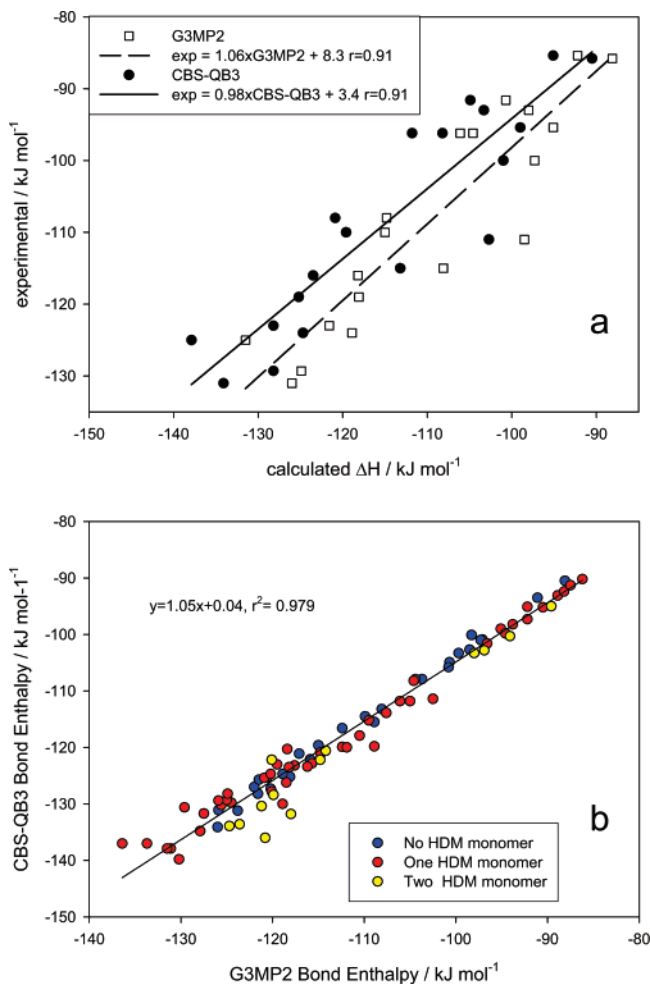 -80
-90
-100
-110
-120
-130
experimental / kJ mol-1
G3MP2
exp = 1.06xG3MP2 + 8.3 r=0.91
CBS-QB3
exp = 0.98xCBS-QB3 + 3.4 r=0.91
a
-150 -140 -130 -120 -110 -100 -90
calculated ΔH / kJ mol-1
-80
-90
-100
-110
-120
-130
-140
-150
CBS-QB3 Bond Enthalpy / kJ mol-1-1
y=1.05x+0.04, r2= 0.979
b
No HDM monomer
One HDM monomer
Two HDM monomer
-140 -130 -120 -110 -100 -90 -80
G3MP2 Bond Enthalpy / kJ mol-1